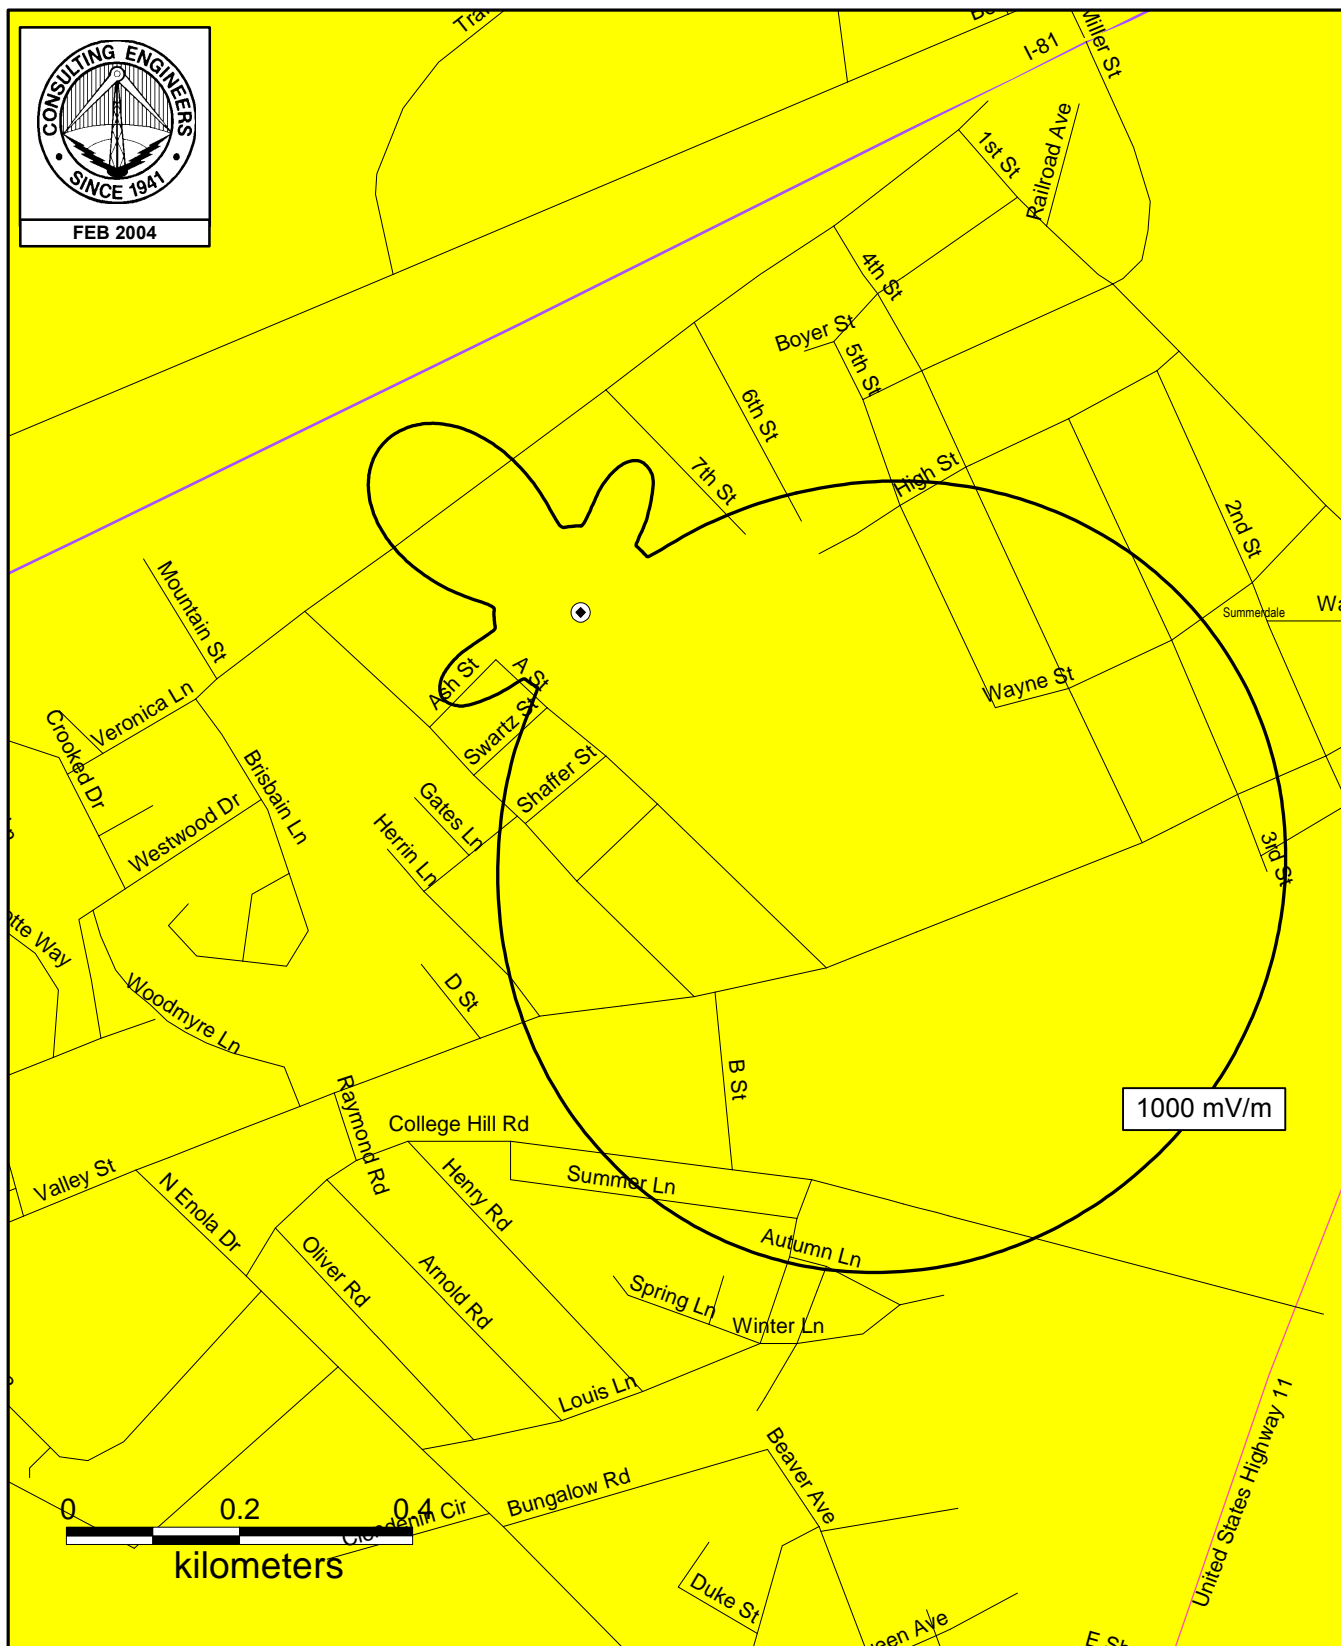 I-81
Miller St
CONSULTING ENGINEERS
SINCE 1941
FEB 2004
1st St
Railroad Ave
4th St
Boyer St
5th St
6th St
7th St
High St
2nd St
Mountain St
Summerdale
Ash St
A St
Wayne St
Veronica Ln
Crooked Dr
Swartz St
Shaffer St
Brisbain Ln
Westwood Dr
Gates Ln
Herrin Ln
3rd St
Way
Woodmyre Ln
D St
B St
Raymond Rd
1000 mV/m
College Hill Rd
Valley St
N Enola Dr
Henry Rd
Summer Ln
Oliver Rd
Arnold Rd
Autumn Ln
Spring Ln
Winter Ln
Louis Ln
United States Highway 11
Beaver Ave
Bungalow Rd
0 0.2 0.4
Clendenin Cir
kilometers
Duke St
Ave